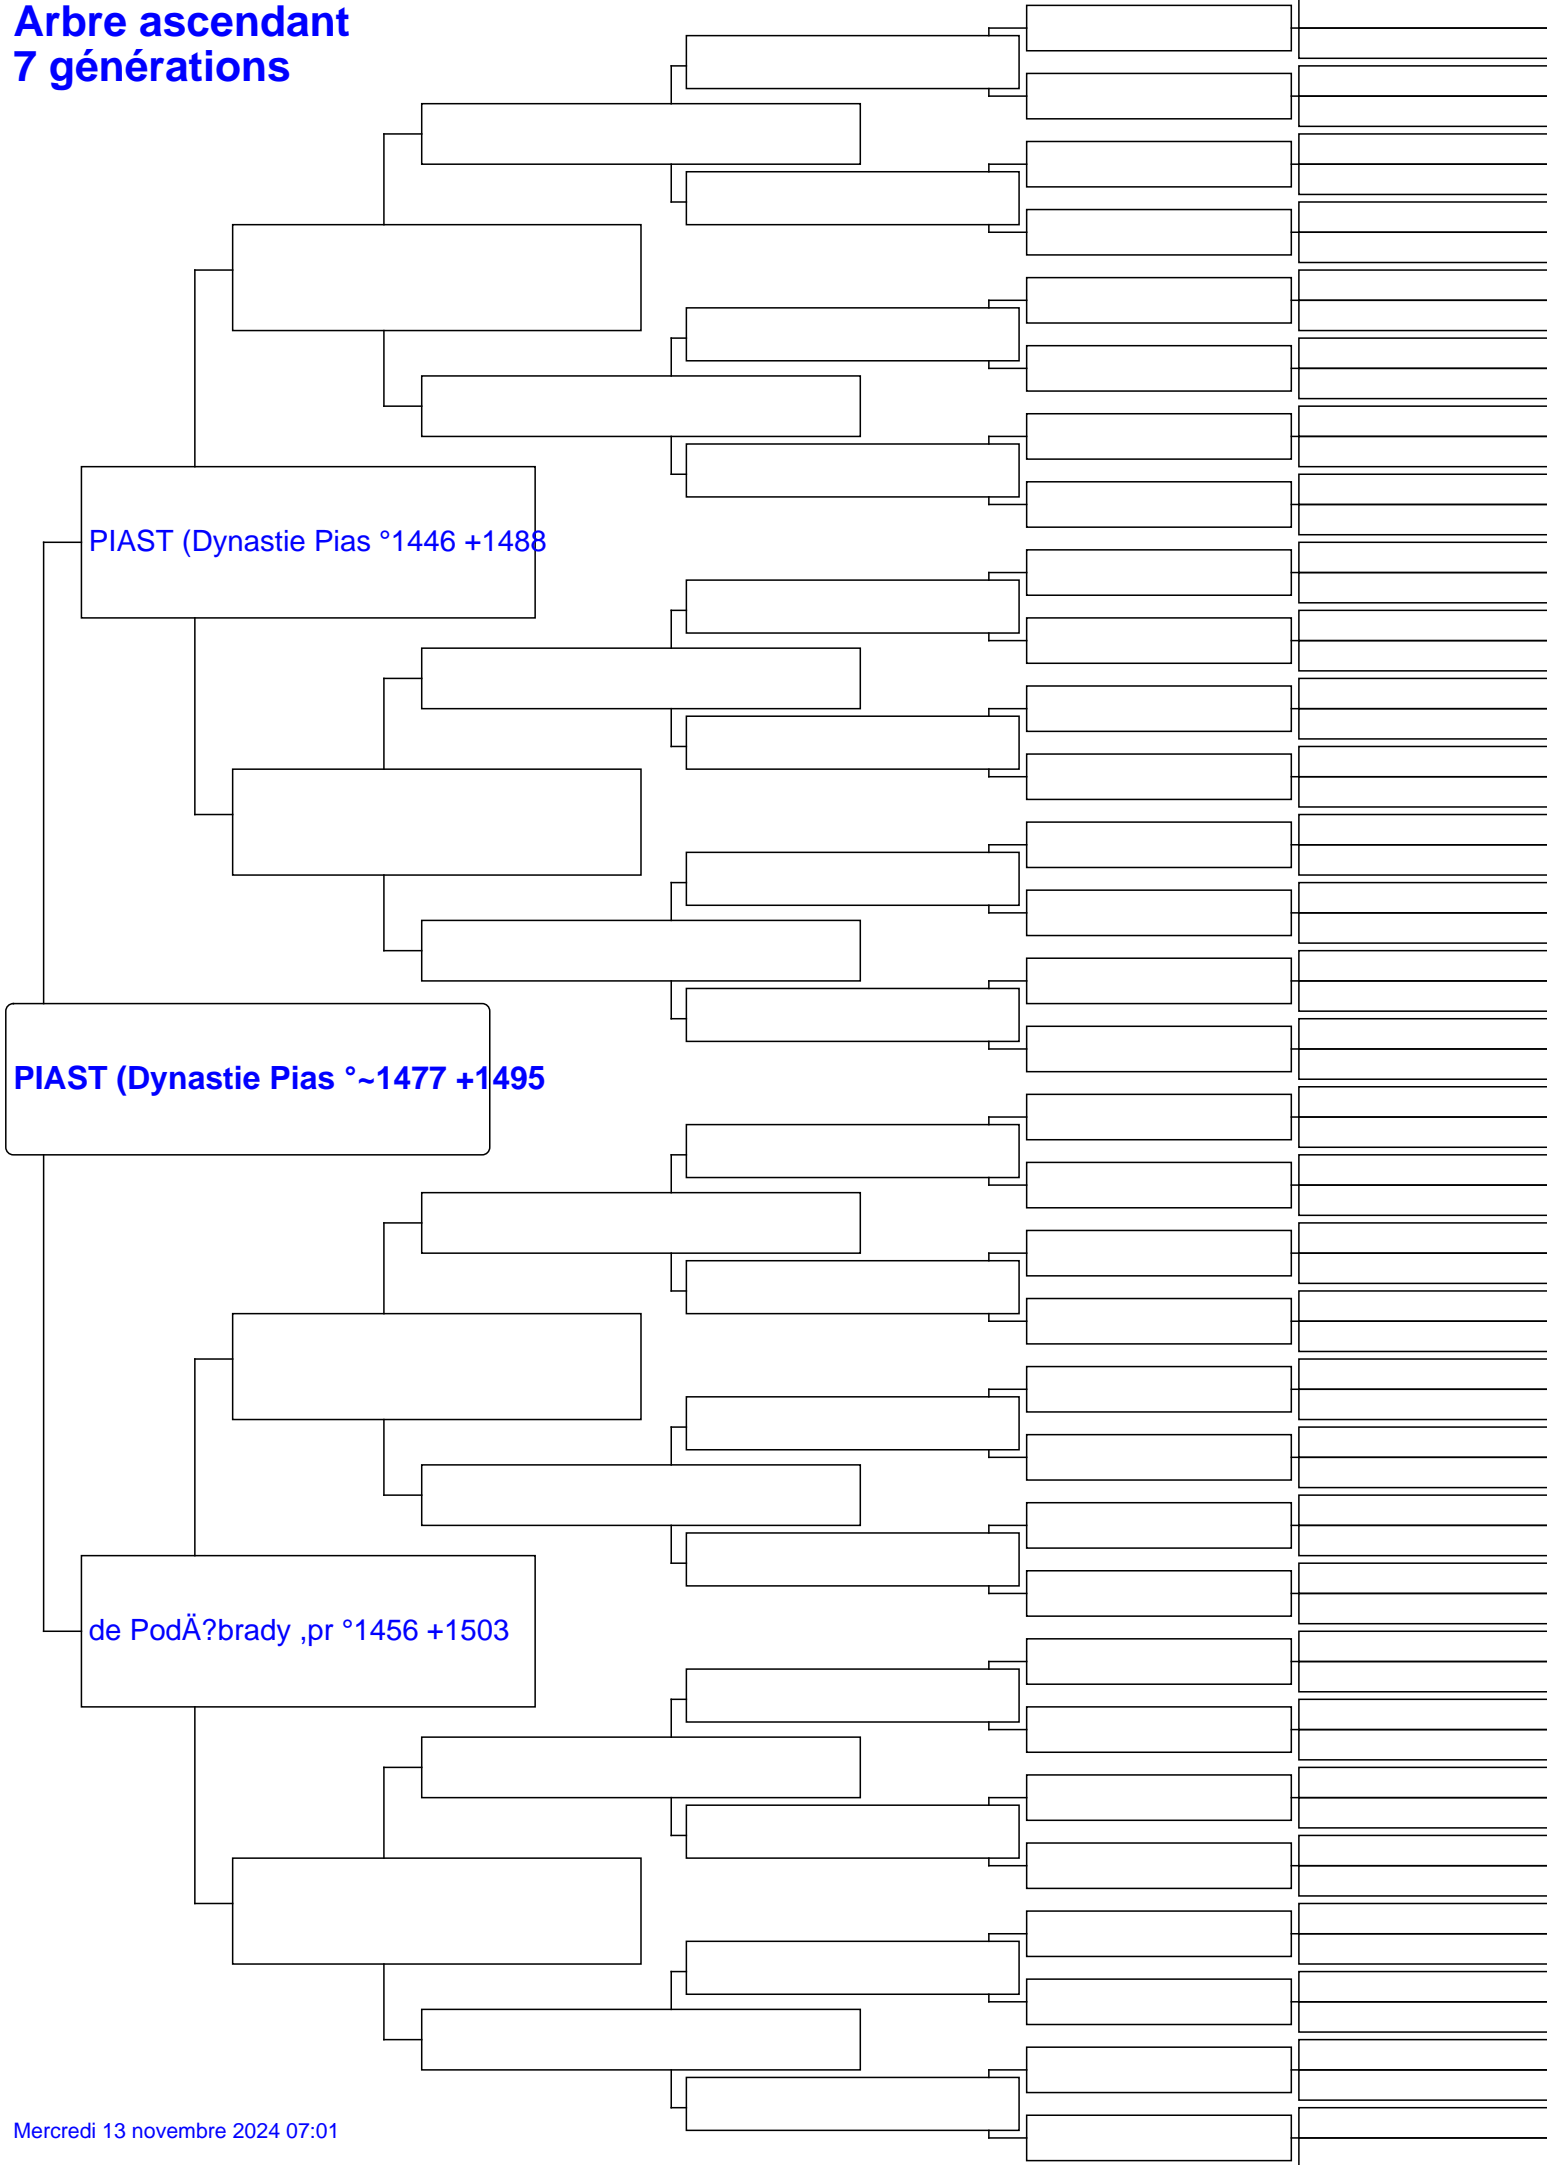 Arbre ascendant
7 générations
PIAST (Dynastie Pias °1446 +1488
PIAST (Dynastie Pias °~1477 +1495
de PodÄ?brady ,pr °1456 +1503
Mercredi 13 novembre 2024 07:01